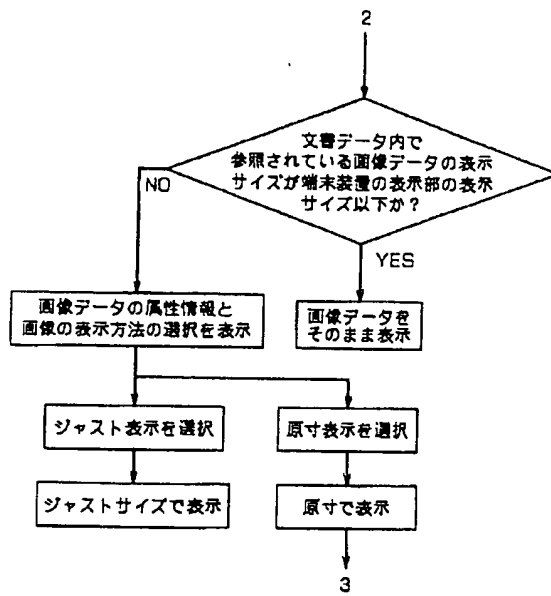 2
文書データ内で
参照されている画像データの表示
サイズが端末装置の表示部の表示
サイズ以下か？
NO
YES
画像データの属性情報と
画像の表示方法の選択を表示
画像データを
そのまま表示
ジャスト表示を選択
原寸表示を選択
ジャストサイズで表示
原寸で表示
3